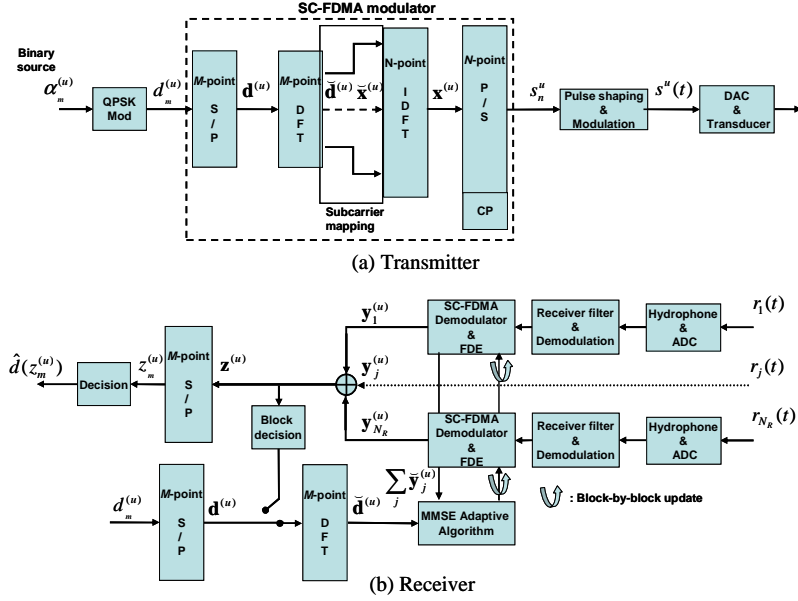 SC-FDMA modulator
Binary source
α_m^(u)
QPSK Mod
d_m^(u)
M-point
S / P
d^(u)
M-point
D F T
d̆^(u) x̆^(u)
Subcarrier mapping
N-point
I D F T
x^(u)
N-point
P / S
CP
s_n^u
Pulse shaping & Modulation
s^u(t)
DAC & Transducer
(a) Transmitter
d̂(z_m^(u))
Decision
z_m^(u)
M-point
S / P
z^(u)
y_1^(u)
y_j^(u)
y_{N_R}^(u)
SC-FDMA Demodulator & FDE
Receiver filter & Demodulation
Hydrophone & ADC
r_1(t)
r_j(t)
SC-FDMA Demodulator & FDE
Receiver filter & Demodulation
Hydrophone & ADC
r_{N_R}(t)
Block decision
d_m^(u)
M-point
S / P
d^(u)
M-point
D F T
d̆^(u)
∑_j y̆_j^(u)
MMSE Adaptive Algorithm
: Block-by-block update
(b) Receiver